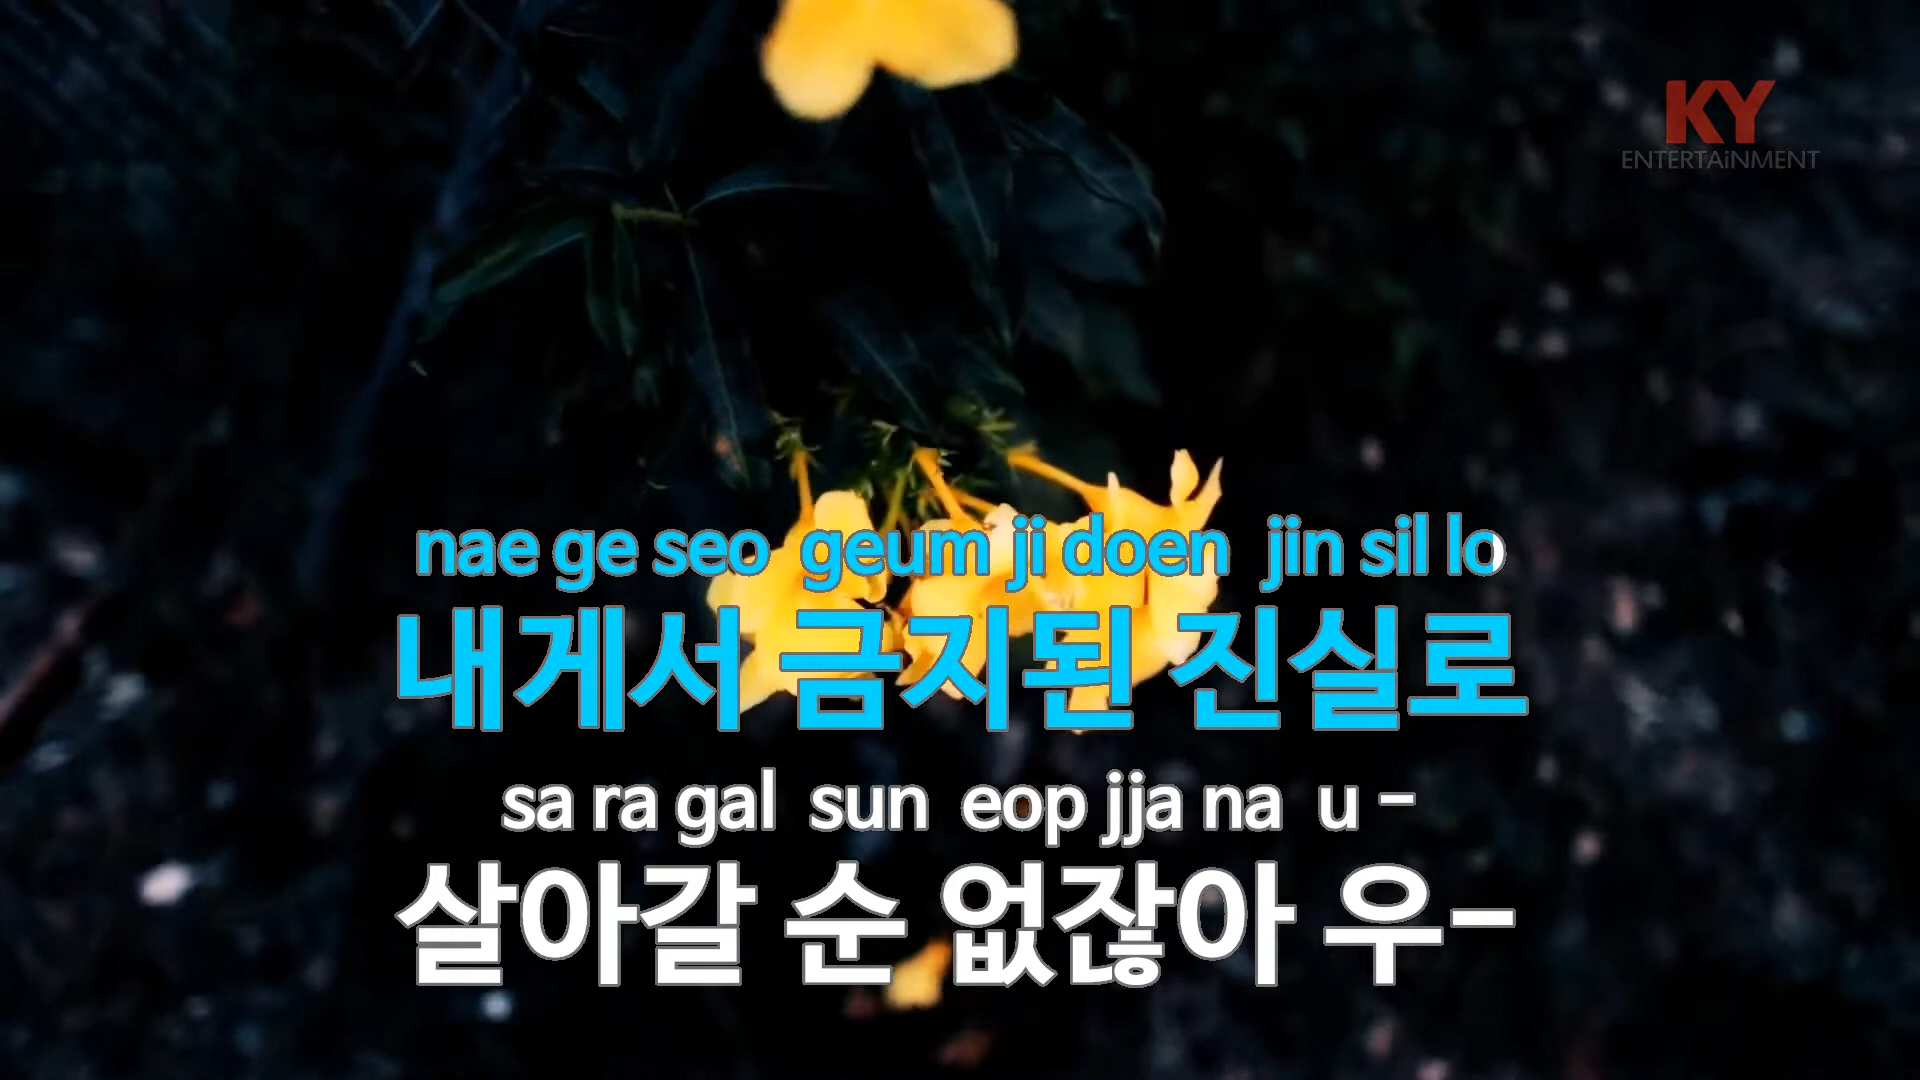 KY
ENTERTAiNMENT
nae ge seo geum ji doen jin sil lo
내게서 금지된 진실로
sa ra gal sun eop jja na u -
살아갈 순 없잖아 우-